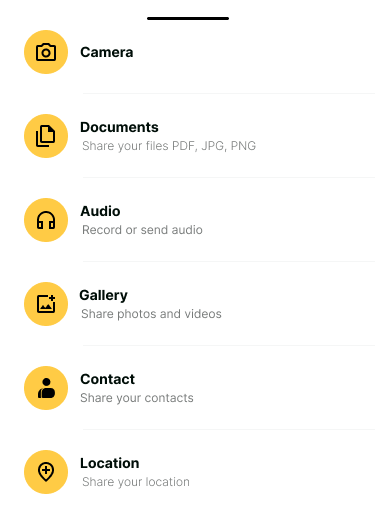 Camera
Documents
Share your files PDF, JPG, PNG
Audio
Record or send audio
Gallery
Share photos and videos
Contact
Share your contacts
Location
Share your location